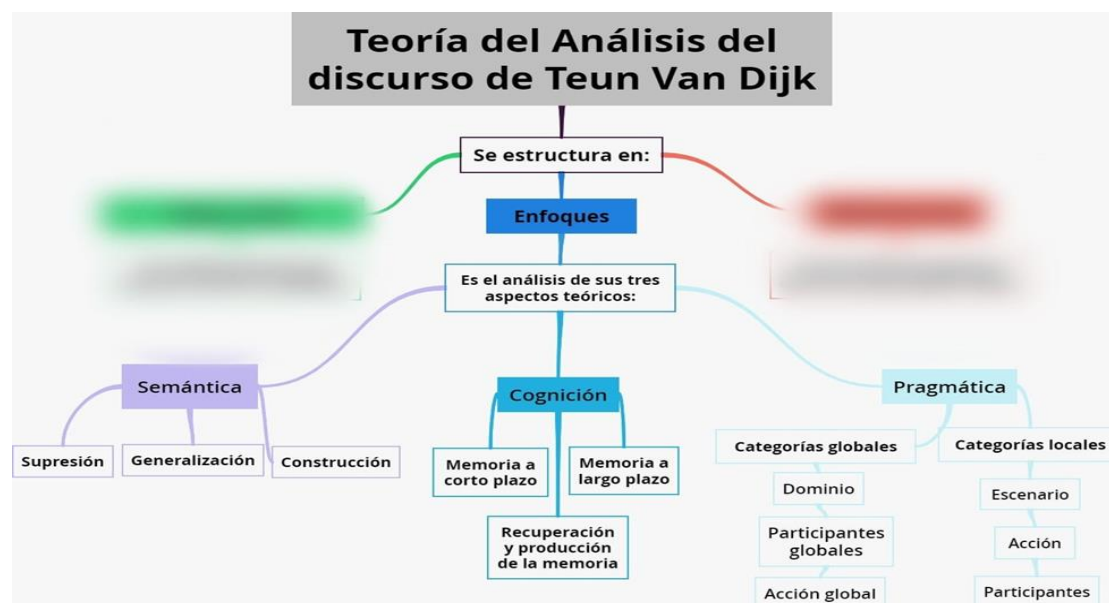 Teoría del Análisis del
discurso de Teun Van Dijk
Se estructura en:
Enfoques
Es el análisis de sus tres
aspectos teóricos:
Semántica
Supresión
Generalización
Construcción
Cognición
Memoria a
corto plazo
Memoria a
largo plazo
Recuperación
y producción
de la memoria
Pragmática
Categorías globales
Dominio
Participantes
globales
Acción global
Categorías locales
Escenario
Acción
Participantes